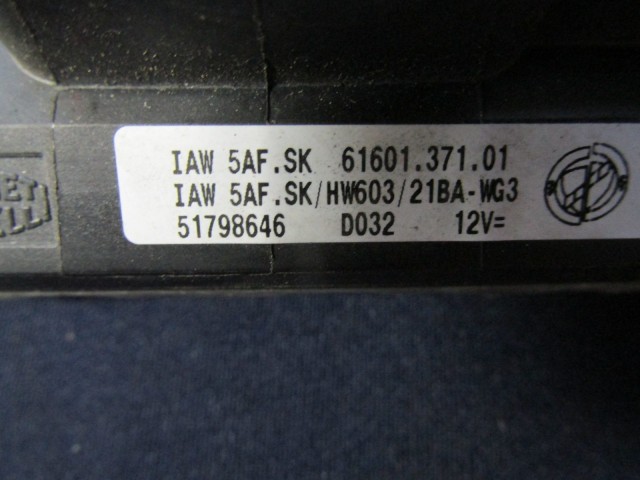 IAW 5AF.SK 61601.371.01
IAW 5AF.SK/HW603/21BA-WG3
51798646 D032 12V=